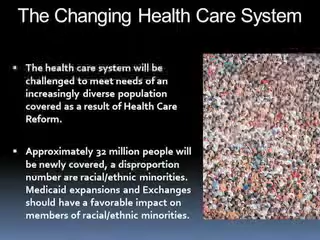 The Changing Health Care System
The health care system will be
challenged to meet needs of an
increasingly diverse population
covered as a result of Health Care
Reform.
Approximately 32 million people will
be newly covered, a disproportion
number are racial/ethnic minorities.
Medicaid expansions and Exchanges
should have a favorable impact on
members of racial/ethnic minorities.